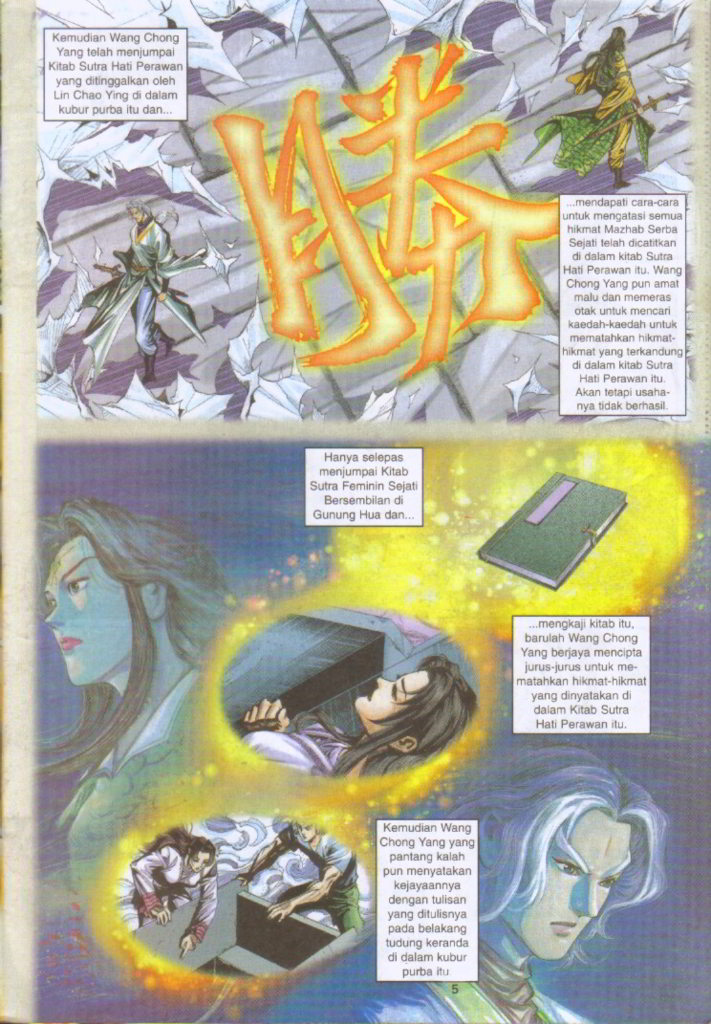 Kemudian Wang Chong
Yang telah menjumpai
Kitab Sutra Hati Perawan
yang ditinggalkan oleh
Lin Chao Ying di dalam
kubur purba itu dan...
勝
...mendapati cara-cara
untuk mengatasi semua
hikmat Mazhab Serba
Sejati telah dicatitkan
di dalam kitab Sutra
Hati Perawan itu. Wang
Chong Yang pun amat
malu dan memeras
otak untuk mencari
kaedah-kaedah untuk
mematahkan hikmat-
hikmat yang terkandung
di dalam kitab Sutra
Hati Perawan itu.
Akan tetapi usaha-
nya tidak berhasil.
Hanya selepas
menjumpai Kitab
Sutra Feminin Sejati
Bersembilan di
Gunung Hua dan...
...mengkaji kitab itu,
barulah Wang Chong
Yang berjaya mencipta
jurus-jurus untuk me-
matahkan hikmat-hikmat
yang dinyatakan di
dalam Kitab Sutra
Hati Perawan itu.
Kemudian Wang
Chong Yang yang
pantang kalah
pun menyatakan
kejayaannya
dengan tulisan
yang ditulisnya
pada belakang
tudung keranda
di dalam kubur
purba itu.
5